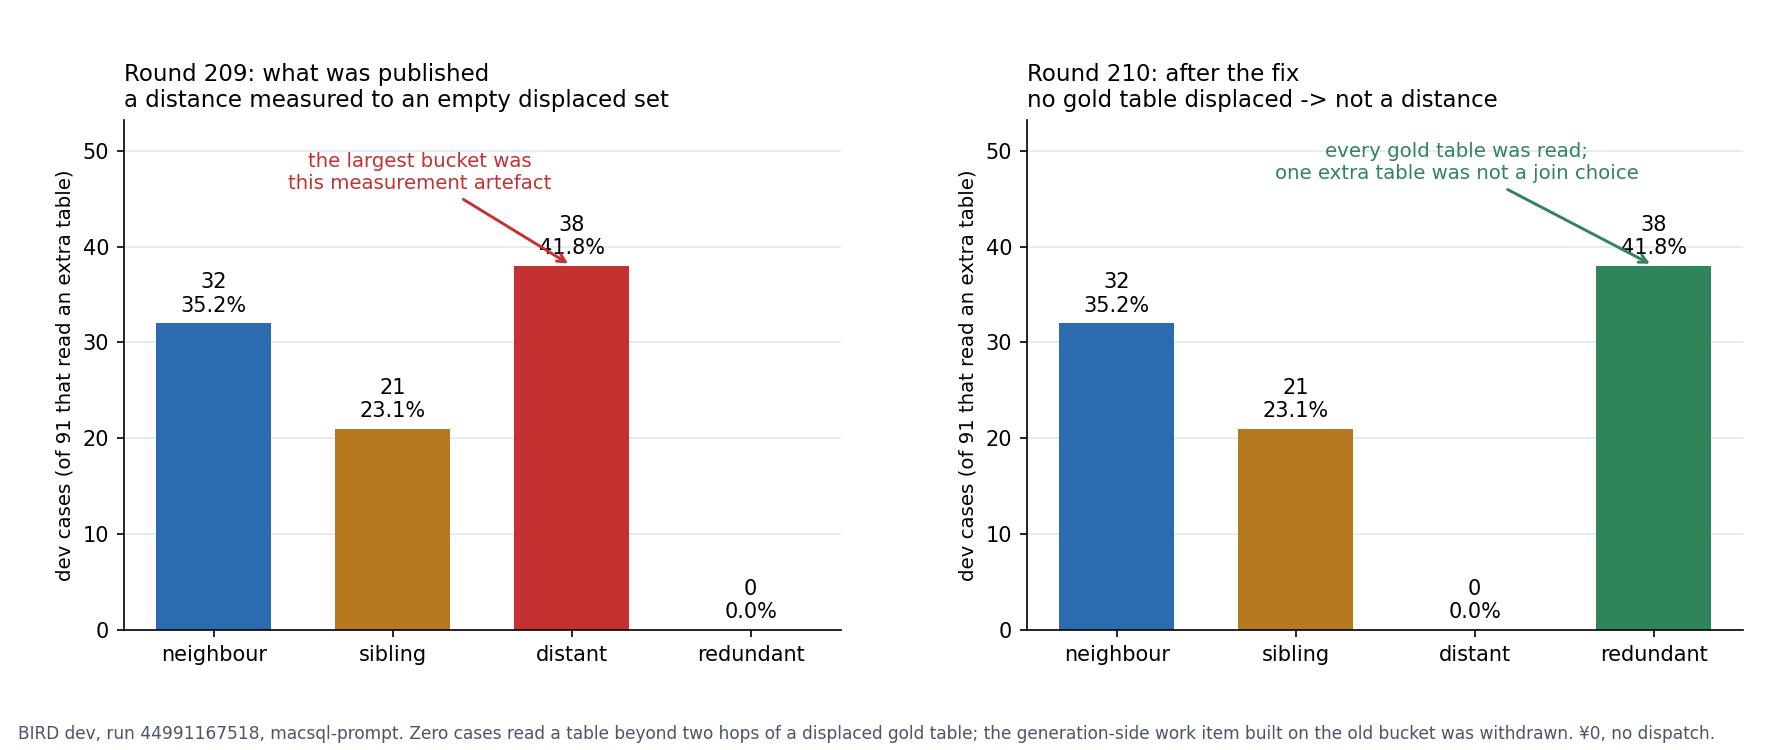 Round 209: what was published
a distance measured to an empty displaced set
dev cases (of 91 that read an extra table)
50
40
30
20
10
0
the largest bucket was
this measurement artefact
32
35.2%
21
23.1%
38
41.8%
0
0.0%
neighbour
sibling
distant
redundant
Round 210: after the fix
no gold table displaced -> not a distance
dev cases (of 91 that read an extra table)
50
40
30
20
10
0
every gold table was read;
one extra table was not a join choice
32
35.2%
21
23.1%
0
0.0%
38
41.8%
neighbour
sibling
distant
redundant
BIRD dev, run 44991167518, macsql-prompt. Zero cases read a table beyond two hops of a displaced gold table; the generation-side work item built on the old bucket was withdrawn. ¥0, no dispatch.